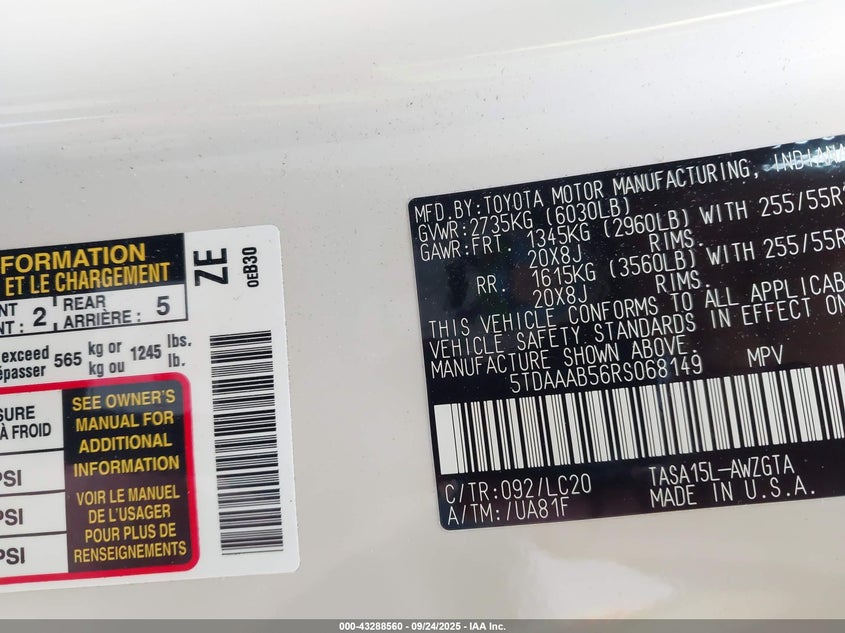 FORMATION
ET LE CHARGEMENT
NT : 2 REAR ARRIÈRE : 5
exceed 565 kg or kg ou 1245 lbs. lb.
épasser
SURE
À FROID
PSI
PSI
PSI
SEE OWNER'S
MANUAL FOR
ADDITIONAL
INFORMATION
VOIR LE MANUEL
DE L'USAGER
POUR PLUS DE
RENSEIGNEMENTS
ZE
0EB30
MFD.BY:TOYOTA MOTOR MANUFACTURING, INDIANA
GVWR:2735KG (6030LB)
GAWR:FRT. 1345KG (2960LB) WITH 255/55R
20X8J RIMS.
RR. 1615KG (3560LB) WITH 255/55R
20X8J RIMS.
THIS VEHICLE CONFORMS TO ALL APPLICAB
VEHICLE SAFETY STANDARDS IN EFFECT ON
MANUFACTURE SHOWN ABOVE.
5TDAAAB56RS068149 MPV
C/TR:092/LC20 TASA15L-AWZGTA
A/TM:/UA81F MADE IN U.S.A.
000-43288560 - 09/24/2025 - IAA Inc.